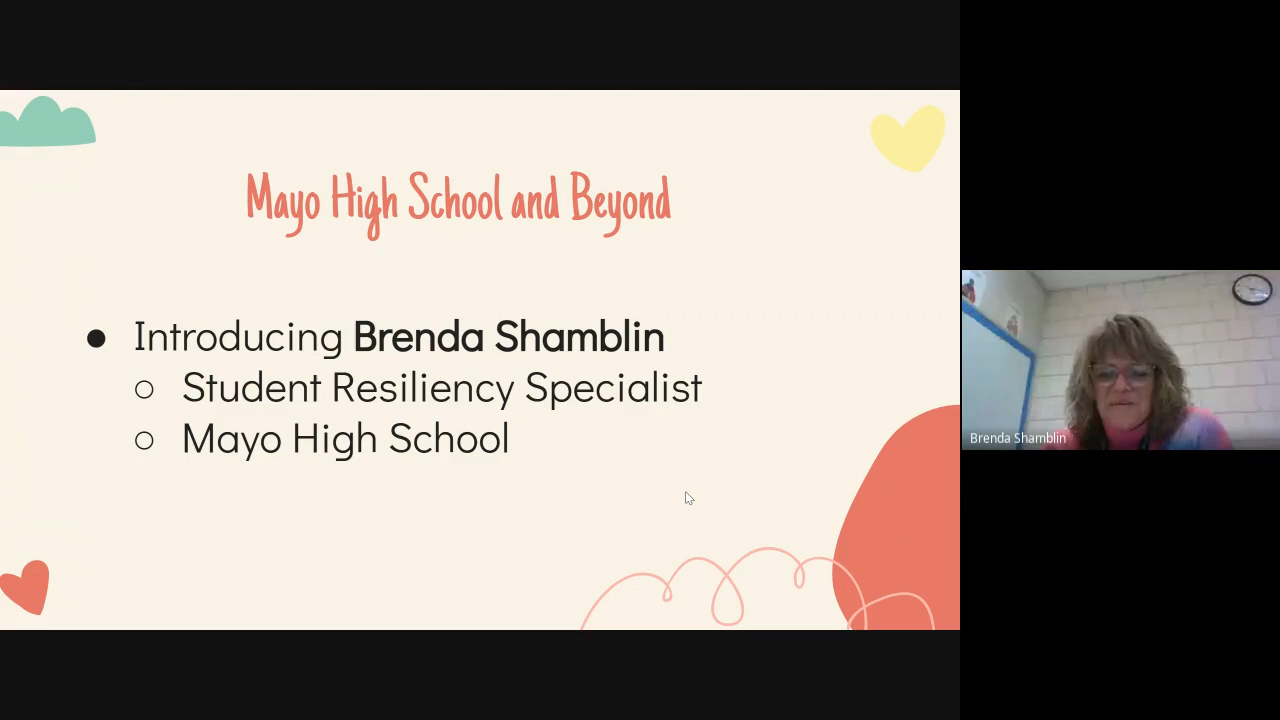 Mayo High School and Beyond
● Introducing Brenda Shamblin
○ Student Resiliency Specialist
○ Mayo High School
Brenda Shamblin